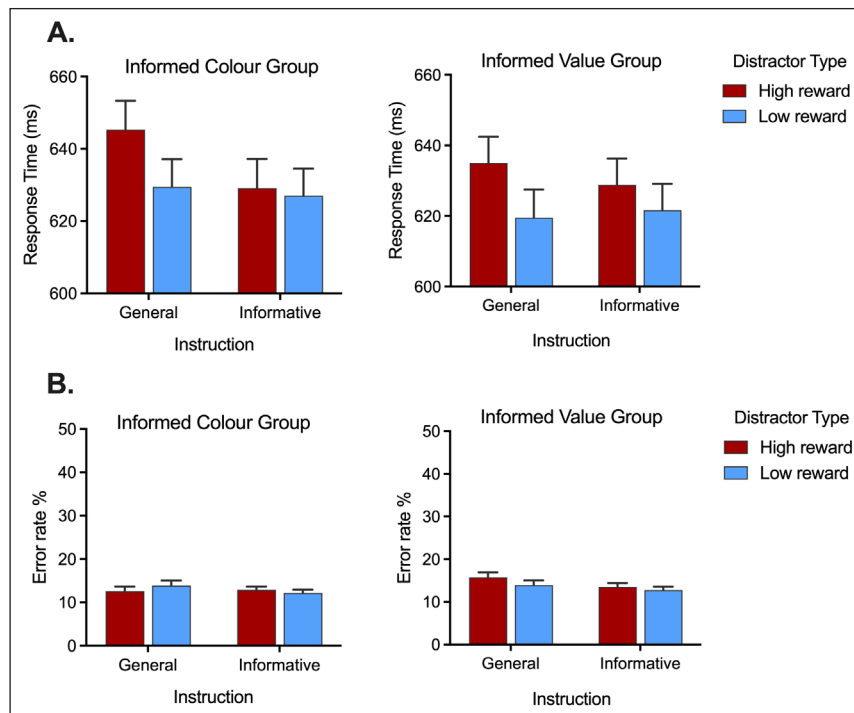 A.
Informed Colour Group
Informed Value Group
Distractor Type
High reward
Low reward
Response Time (ms)
660
640
620
600
General
Informative
Instruction
Response Time (ms)
660
640
620
600
General
Informative
Instruction
B.
Informed Colour Group
Informed Value Group
Distractor Type
High reward
Low reward
Error rate %
50
40
30
20
10
0
General
Informative
Instruction
Error rate %
50
40
30
20
10
0
General
Informative
Instruction